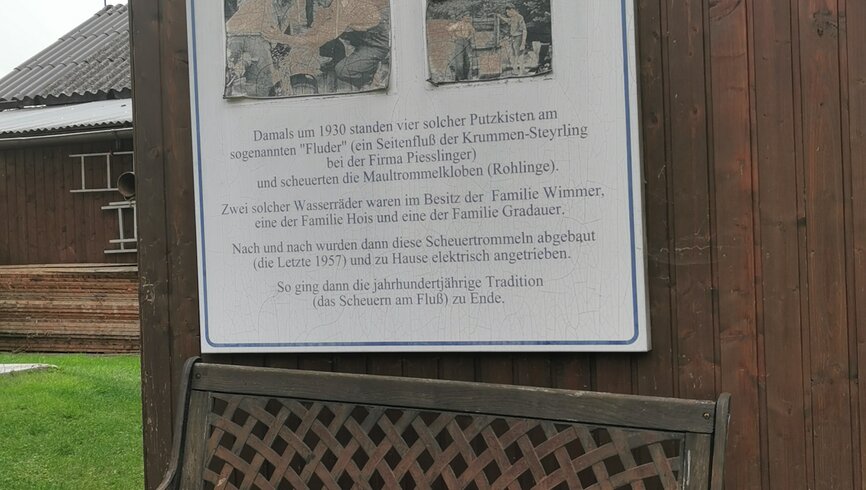 Damals um 1930 standen vier solcher Putzkisten am
sogenannten "Fluder" (ein Seitenfluß der Krummen-Steyrling
bei der Firma Piesslinger)
und scheuerten die Maultrommelkloben (Rohlinge).
Zwei solcher Wasserräder waren im Besitz der Familie Wimmer,
eine der Familie Hois und eine der Familie Gradauer.
Nach und nach wurden dann diese Scheuertrommeln abgebaut
(die Letzte 1957) und zu Hause elektrisch angetrieben.
So ging dann die jahrhundertjährige Tradition
(das Scheuern am Fluß) zu Ende.